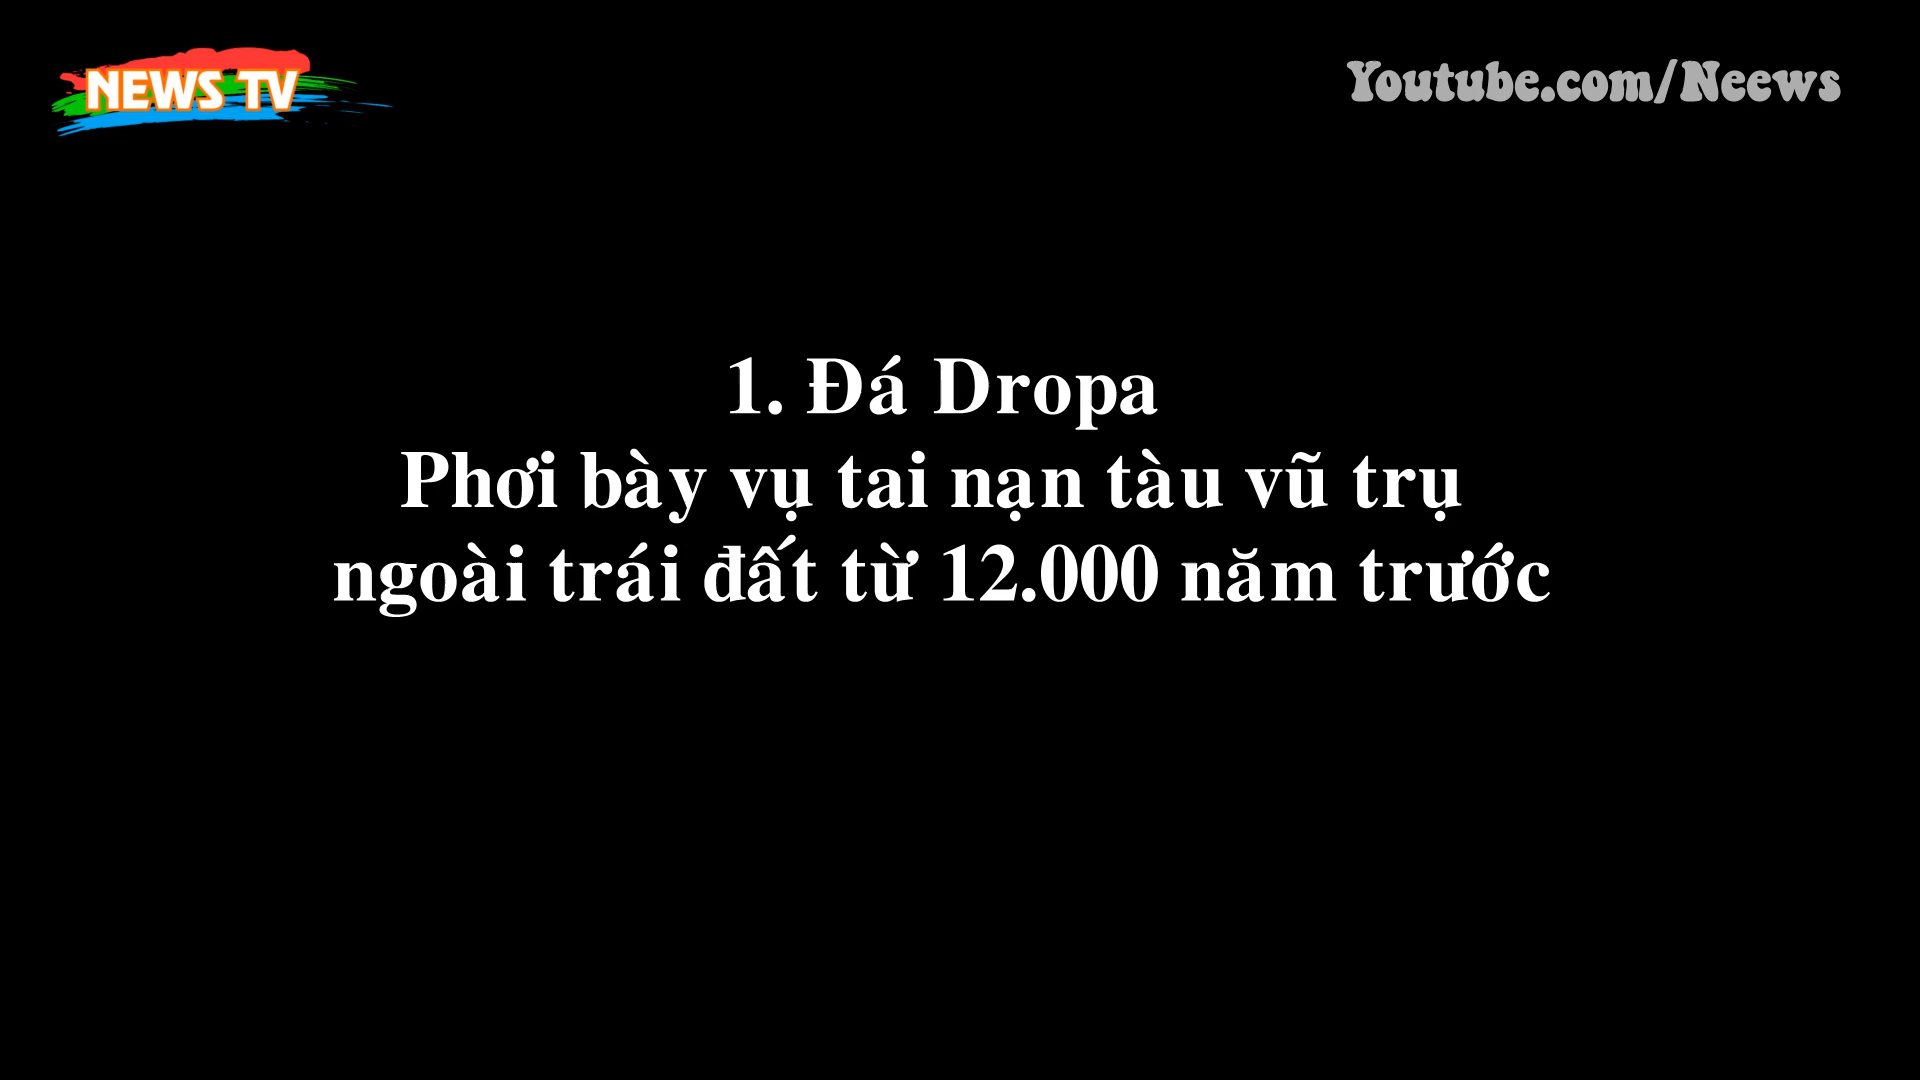 NEWS TV
Youtube.com/Neews
1. Đá Dropa
Phơi bày vụ tai nạn tàu vũ trụ
ngoài trái đất từ 12.000 năm trước